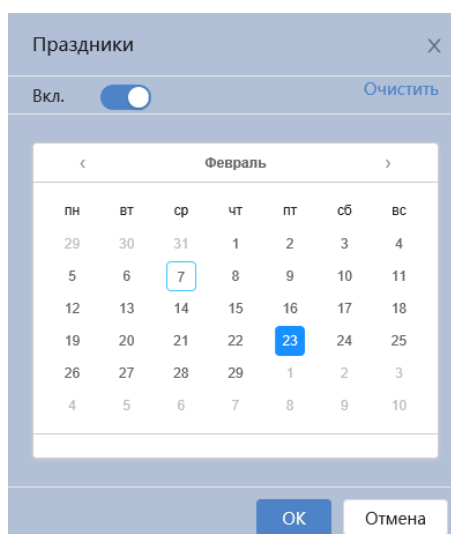 Праздники
Вкл. Очистить
Февраль
пн вт ср чт пт сб вс
29 30 31 1 2 3 4
5 6 7 8 9 10 11
12 13 14 15 16 17 18
19 20 21 22 23 24 25
26 27 28 29 1 2 3
4 5 6 7 8 9 10
OK Отмена